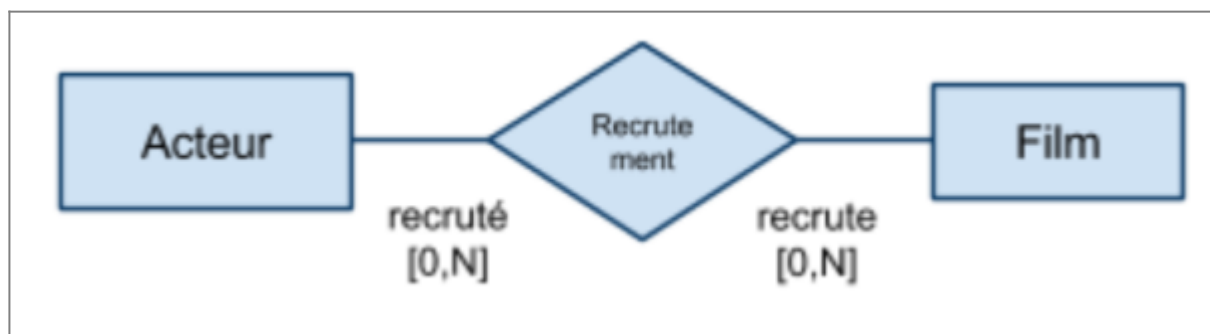 Acteur
Recrute
ment
Film
recruté
[0,N]
recrute
[0,N]